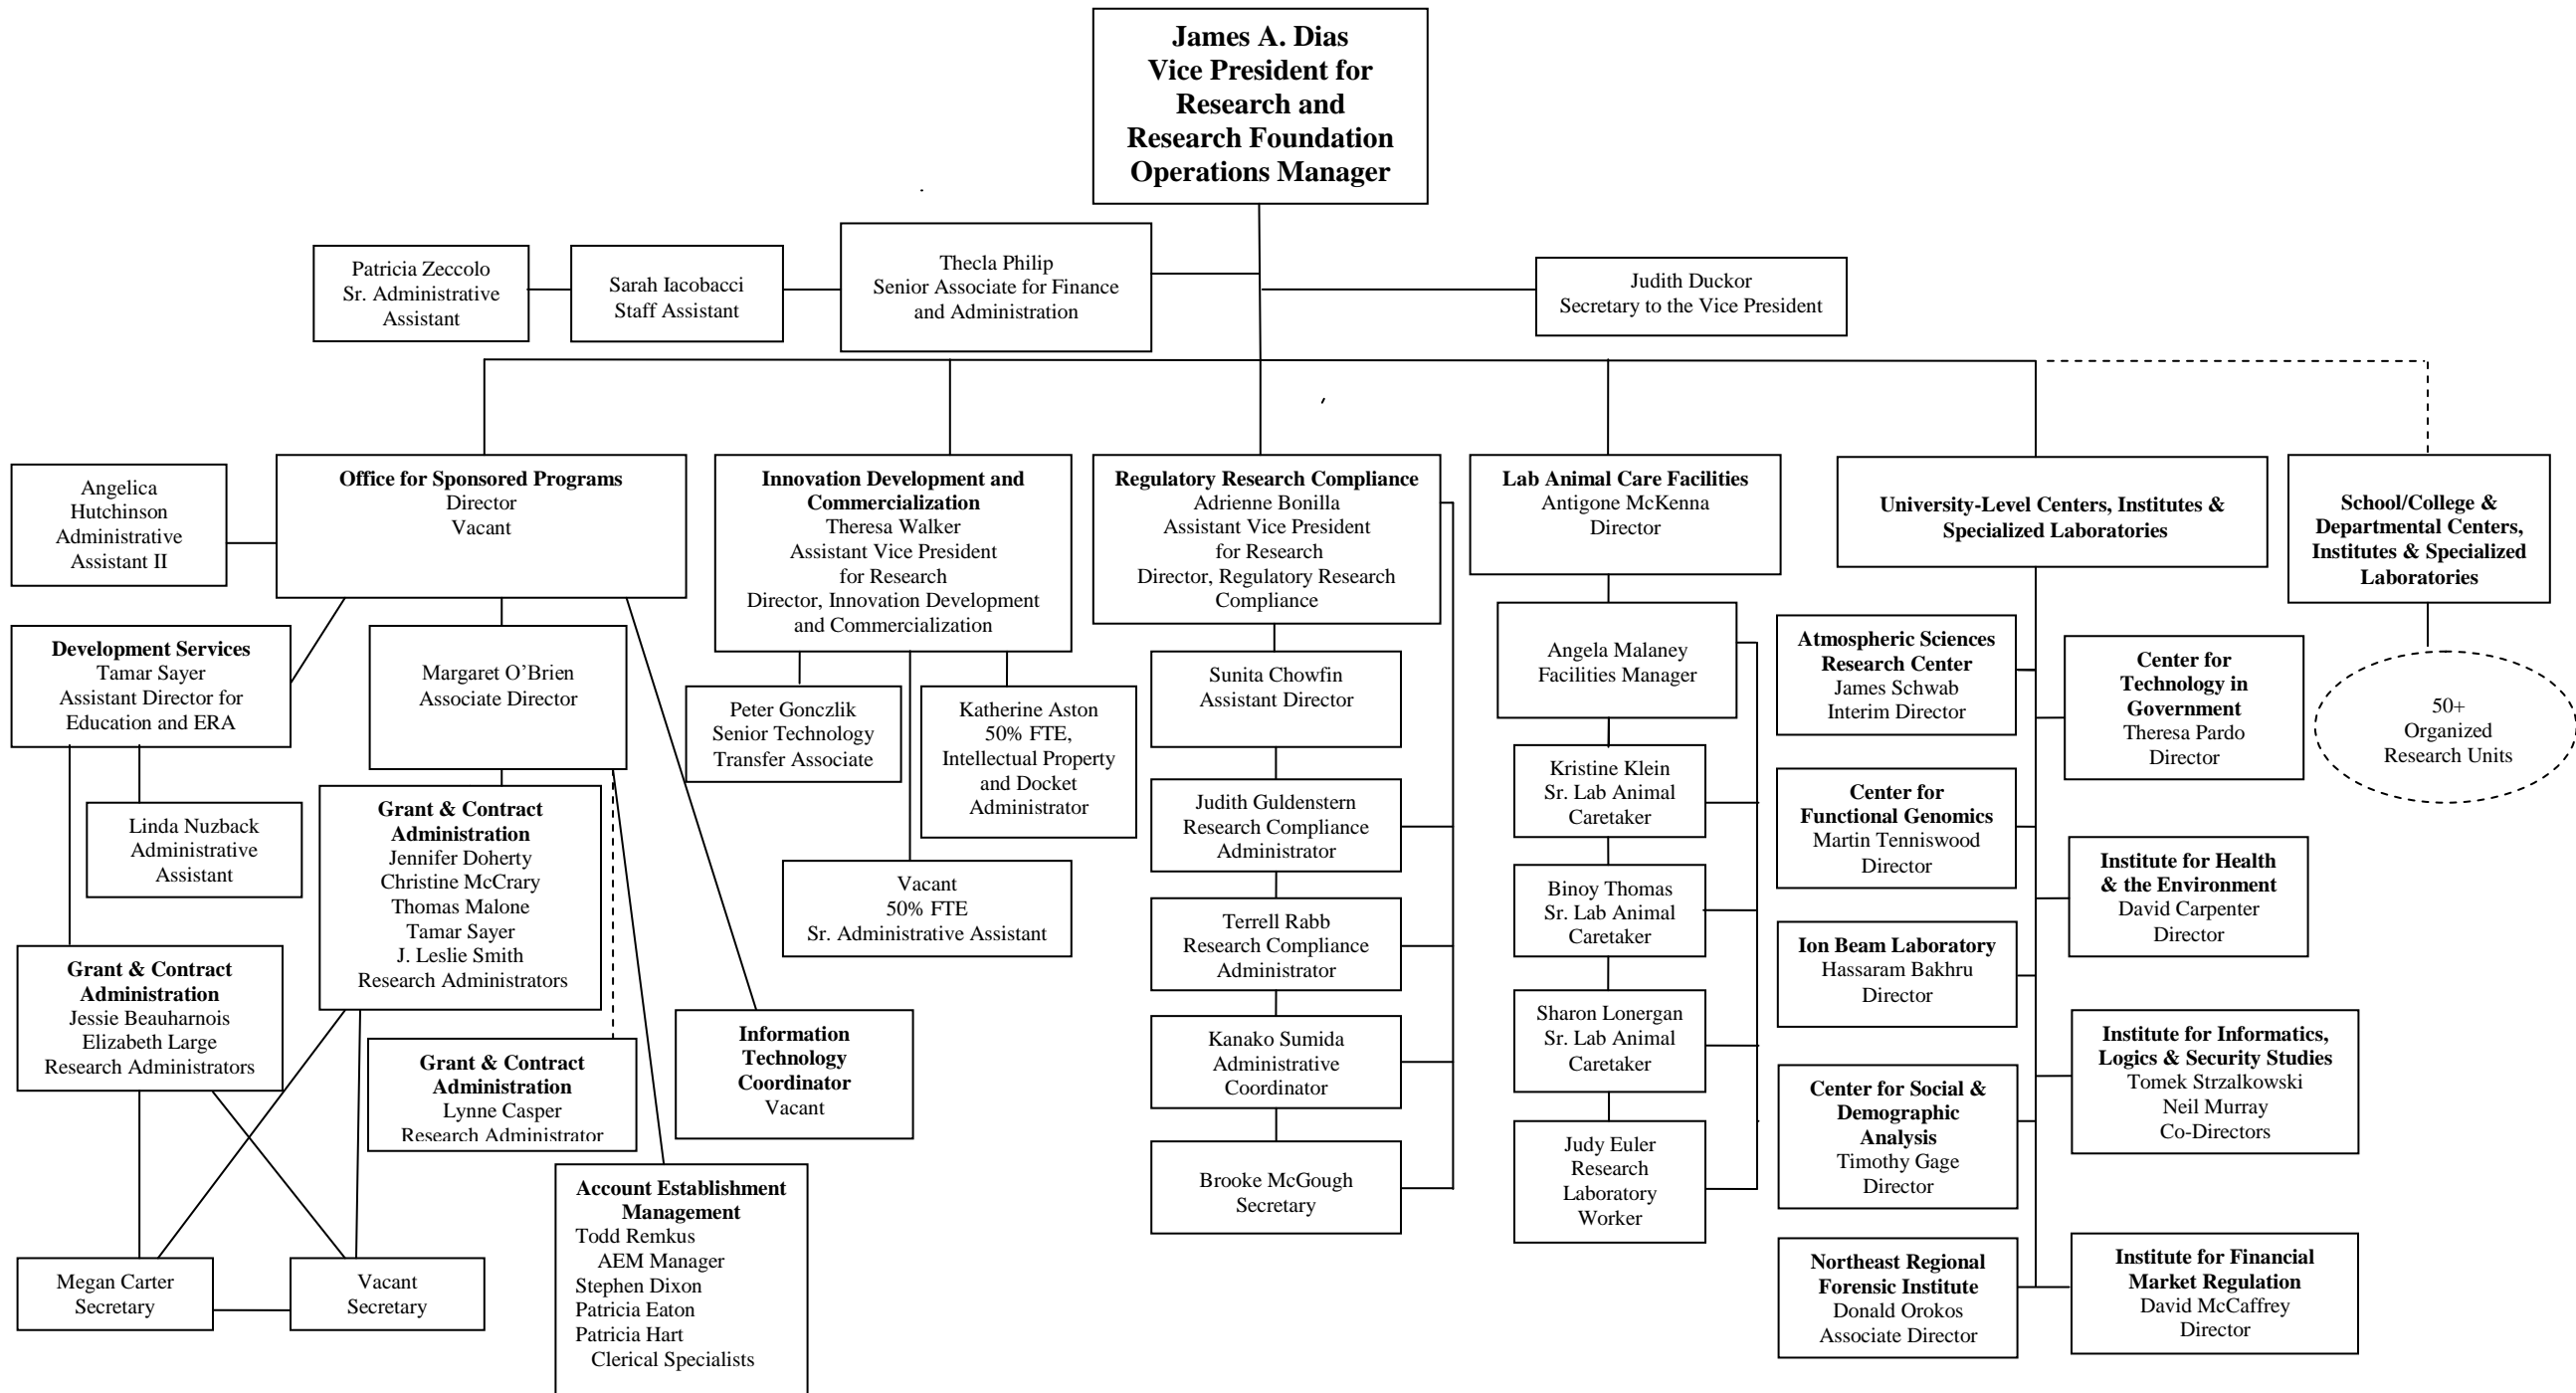 James A. Dias
Vice President for
Research and
Research Foundation
Operations Manager
Patricia Zeccolo
Sr. Administrative
Assistant
Sarah Iacobacci
Staff Assistant
Thecla Philip
Senior Associate for Finance
and Administration
Judith Duckor
Secretary to the Vice President
Angelica
Hutchinson
Administrative
Assistant II
Office for Sponsored Programs
Director
Vacant
Innovation Development and
Commercialization
Theresa Walker
Assistant Vice President
for Research
Director, Innovation Development
and Commercialization
Regulatory Research Compliance
Adrienne Bonilla
Assistant Vice President
for Research
Director, Regulatory Research
Compliance
Lab Animal Care Facilities
Antigone McKenna
Director
University-Level Centers, Institutes &
Specialized Laboratories
School/College &
Departmental Centers,
Institutes & Specialized
Laboratories
Development Services
Tamar Sayer
Assistant Director for
Education and ERA
Margaret O’Brien
Associate Director
Peter Gonczlik
Senior Technology
Transfer Associate
Katherine Aston
50% FTE,
Intellectual Property
and Docket
Administrator
Sunita Chowfin
Assistant Director
Angela Malaney
Facilities Manager
Atmospheric Sciences
Research Center
James Schwab
Interim Director
Center for
Technology in
Government
Theresa Pardo
Director
50+
Organized
Research Units
Linda Nuzback
Administrative
Assistant
Grant & Contract
Administration
Jennifer Doherty
Christine McCrary
Thomas Malone
Tamar Sayer
J. Leslie Smith
Research Administrators
Vacant
50% FTE
Sr. Administrative Assistant
Judith Guldenstern
Research Compliance
Administrator
Kristine Klein
Sr. Lab Animal
Caretaker
Center for
Functional Genomics
Martin Tenniswood
Director
Institute for Health
& the Environment
David Carpenter
Director
Terrell Rabb
Research Compliance
Administrator
Binoy Thomas
Sr. Lab Animal
Caretaker
Ion Beam Laboratory
Hassaram Bakhru
Director
Grant & Contract
Administration
Jessie Beauharnois
Elizabeth Large
Research Administrators
Grant & Contract
Administration
Lynne Casper
Research Administrator
Information
Technology
Coordinator
Vacant
Kanako Sumida
Administrative
Coordinator
Sharon Lonergan
Sr. Lab Animal
Caretaker
Center for Social &
Demographic
Analysis
Timothy Gage
Director
Institute for Informatics,
Logics & Security Studies
Tomek Strzalkowski
Neil Murray
Co-Directors
Account Establishment
Management
Todd Remkus
AEM Manager
Stephen Dixon
Patricia Eaton
Patricia Hart
Clerical Specialists
Brooke McGough
Secretary
Judy Euler
Research
Laboratory
Worker
Megan Carter
Secretary
Vacant
Secretary
Northeast Regional
Forensic Institute
Donald Orokos
Associate Director
Institute for Financial
Market Regulation
David McCaffrey
Director